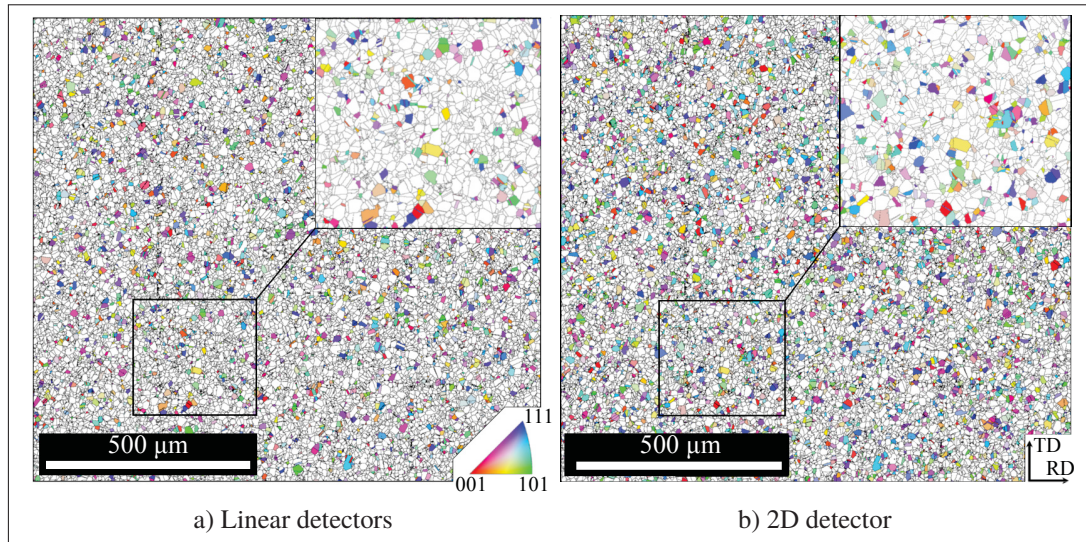 500 µm
111
001
101
500 µm
TD
RD
a) Linear detectors
b) 2D detector